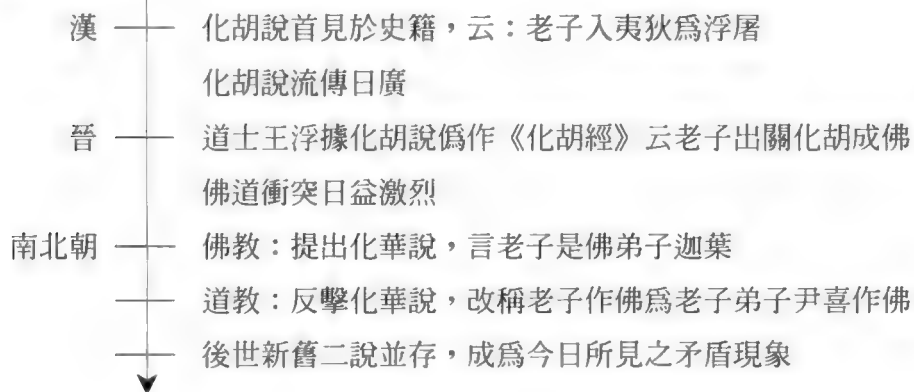 漢 化胡說首見於史籍，云：老子入夷狄爲浮屠
化胡說流傳日廣
晉 道士王浮據化胡說僞作《化胡經》云老子出關化胡成佛
佛道衝突日益激烈
南北朝 佛教：提出化華說，言老子是佛弟子迦葉
道教：反擊化華說，改稱老子作佛爲老子弟子尹喜作佛
後世新舊二說並存，成爲今日所見之矛盾現象